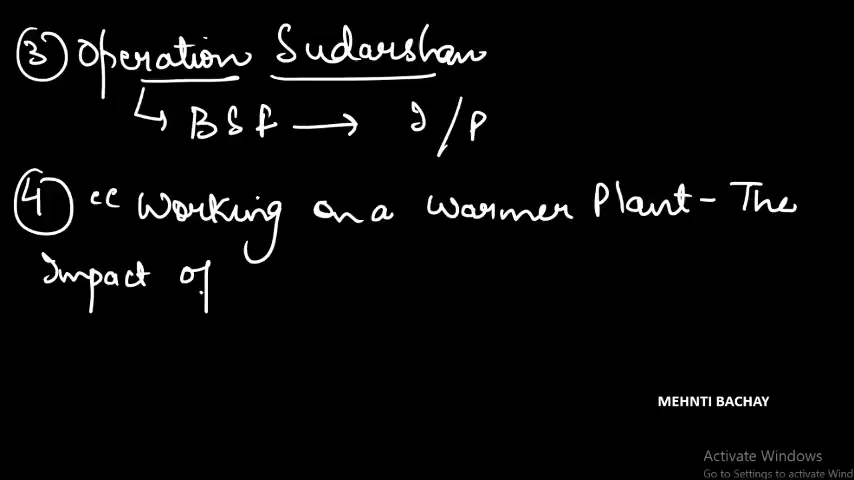 ③ Operation Sudarshan
↳ BSF → I/P
④ "Working on a warmer Plant - The
Impact of
MEHNTI BACHAY
Activate Windows
Go to Settings to activate Wind